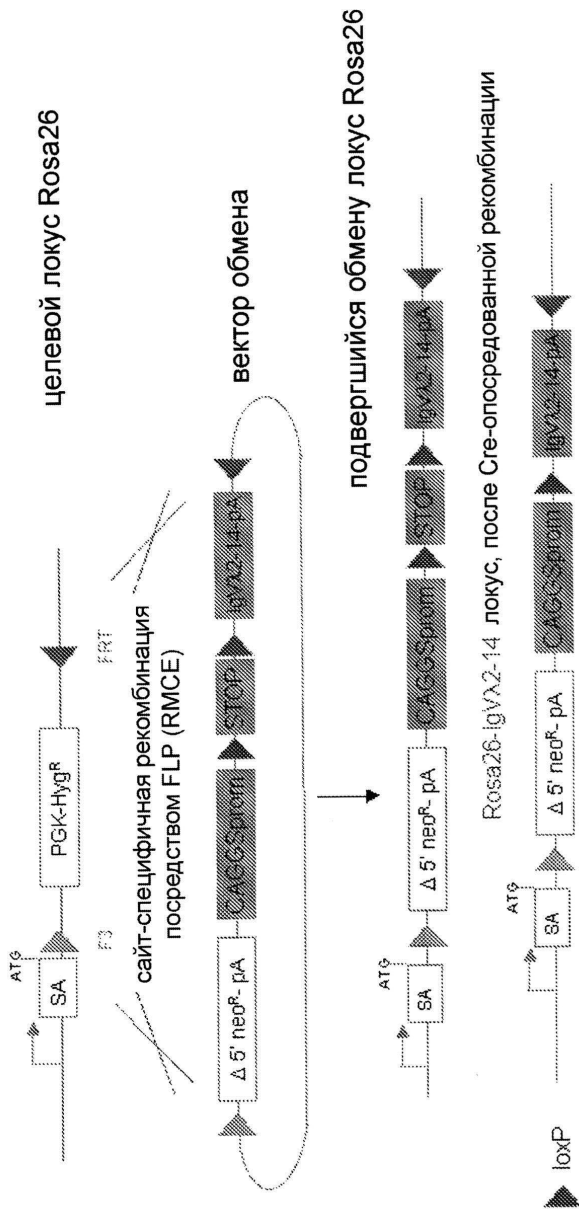 целевой локус Rosa26
ATG
SA
F3
PGK-Hyg^R
FRT
сайт-специфичная рекомбинация
посредством FLP (RMCE)
вектор обмена
Δ 5' neo^R- pA
CAGGSprom
STOP
IgVλ2-14-pA
подвергшийся обмену локус Rosa26
ATG
SA
Δ 5' neo^R- pA
CAGGSprom
STOP
IgVλ2-14-pA
Rosa26-IgVλ2-14 локус, после Cre-опосредованной рекомбинации
ATG
SA
Δ 5' neo^R- pA
CAGGSprom
IgVλ2-14-pA
loxP